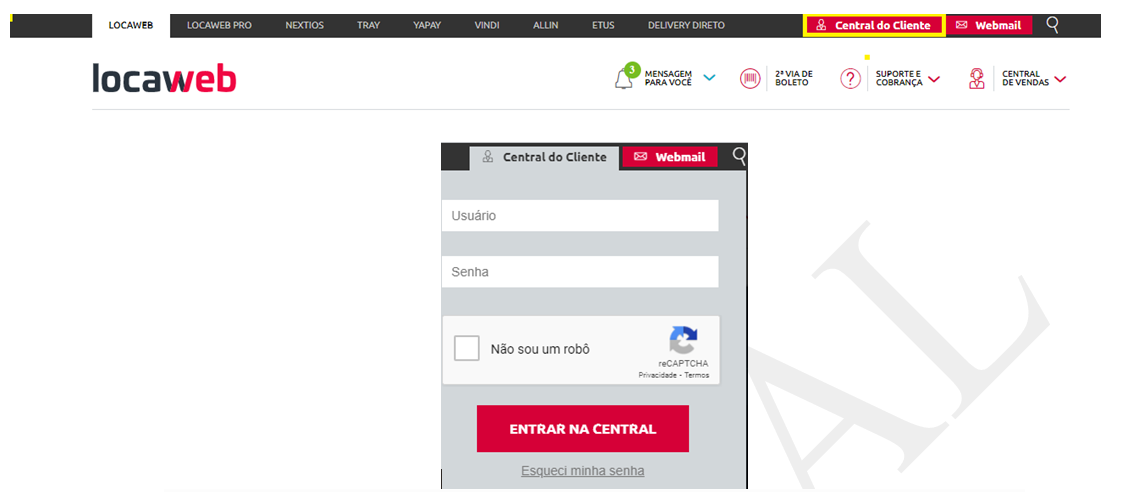 LOCAWEB LOCAWEB PRO NEXTIOS TRAY YAPAY VINDI ALLIN ETUS DELIVERY DIRETO Central do Cliente Webmail
locaweb
3
MENSAGEM
PARA VOCÊ
2ª VIA DE
BOLETO
?
SUPORTE E
COBRANÇA
CENTRAL
DE VENDAS
Central do Cliente Webmail
Usuário
Senha
Não sou um robô
reCAPTCHA
Privacidade - Termos
ENTRAR NA CENTRAL
Esqueci minha senha
AL